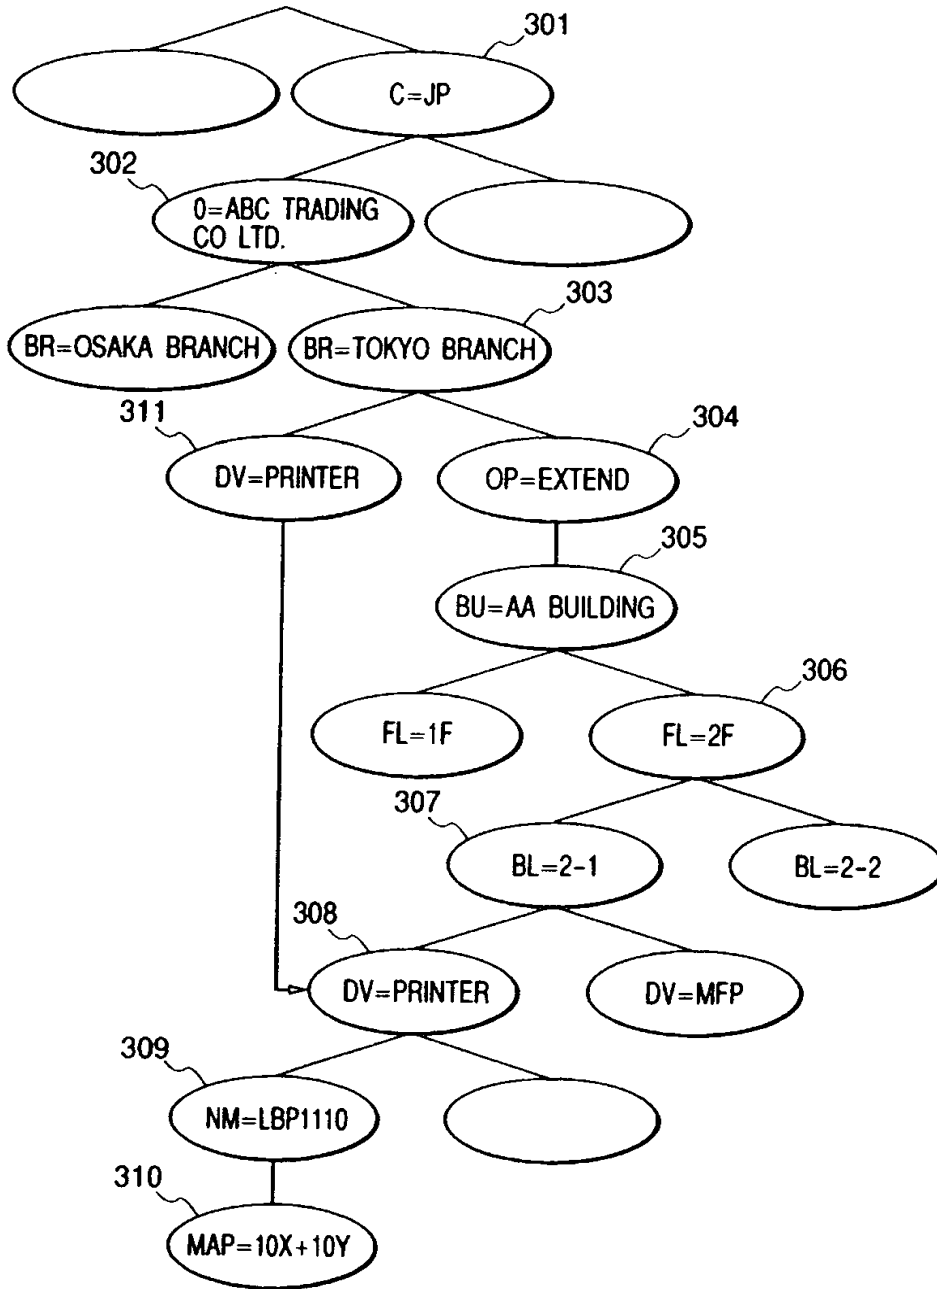 301
C=JP
302
0=ABC TRADING
CO LTD.
303
BR=OSAKA BRANCH
BR=TOKYO BRANCH
311
304
DV=PRINTER
OP=EXTEND
305
BU=AA BUILDING
306
FL=1F
FL=2F
307
BL=2-1
BL=2-2
308
DV=PRINTER
DV=MFP
309
NM=LBP1110
310
MAP=10X+10Y